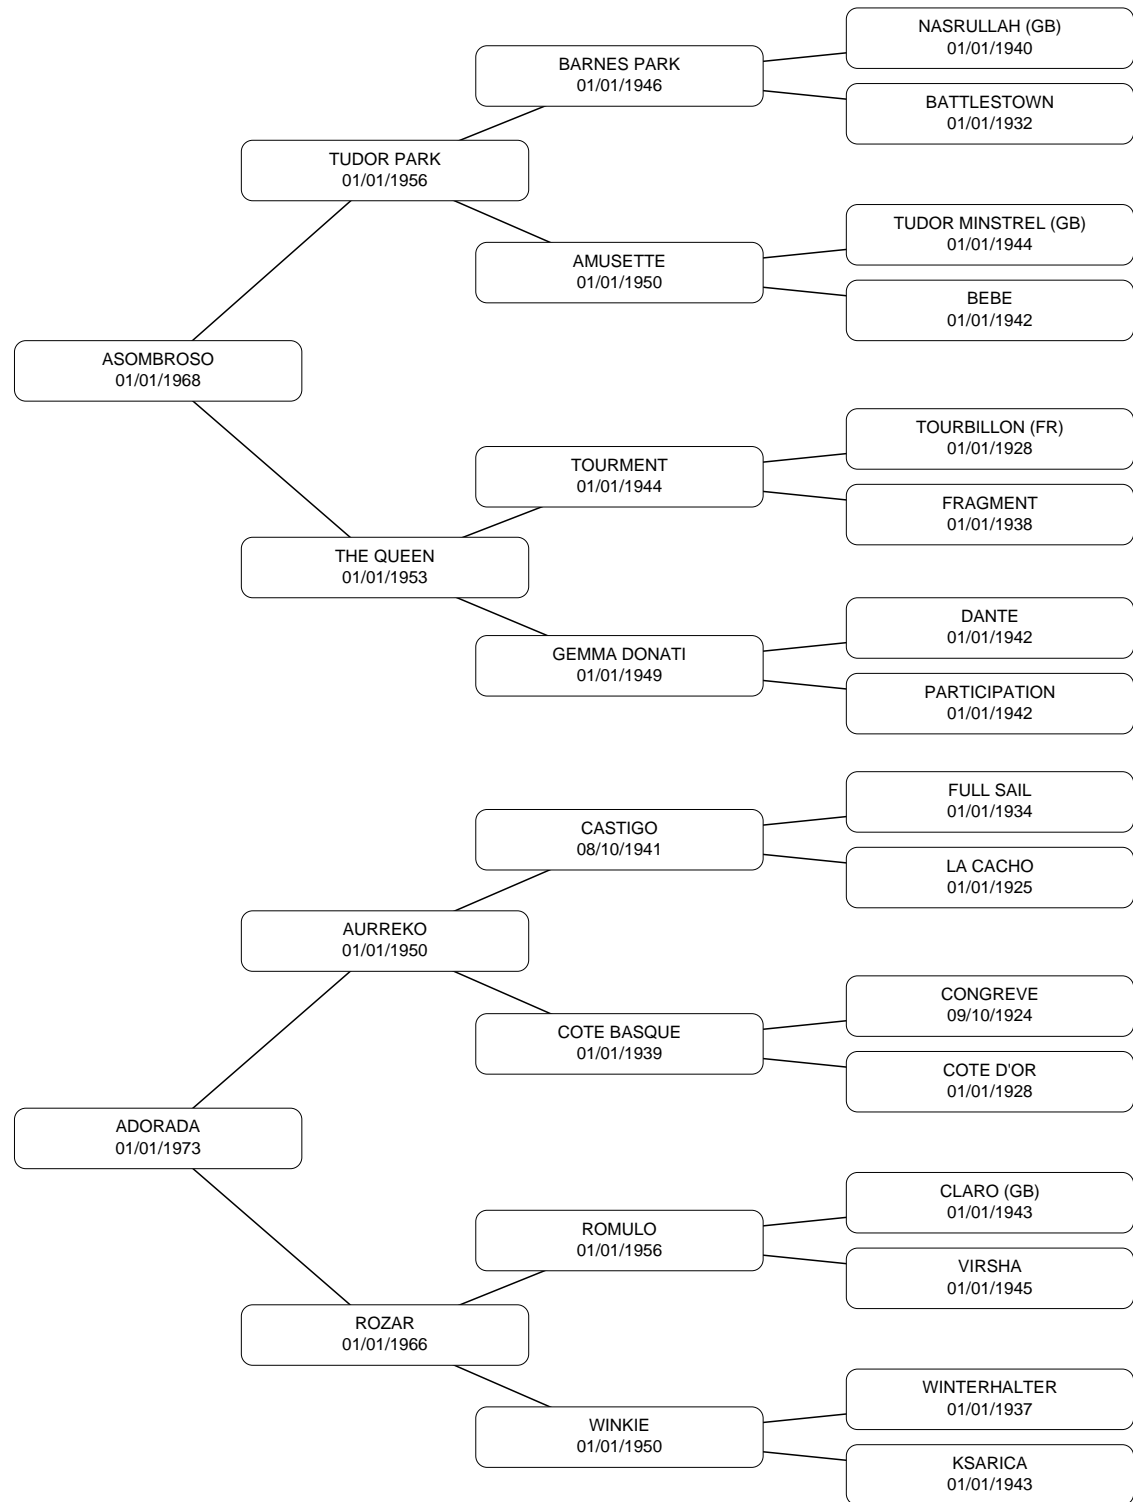 NASRULLAH (GB)
01/01/1940
BARNES PARK
01/01/1946
BATTLESTOWN
01/01/1932
TUDOR PARK
01/01/1956
TUDOR MINSTREL (GB)
01/01/1944
AMUSETTE
01/01/1950
BEBE
01/01/1942
ASOMBROSO
01/01/1968
TOURBILLON (FR)
01/01/1928
TOURMENT
01/01/1944
FRAGMENT
01/01/1938
THE QUEEN
01/01/1953
DANTE
01/01/1942
GEMMA DONATI
01/01/1949
PARTICIPATION
01/01/1942
FULL SAIL
01/01/1934
CASTIGO
08/10/1941
LA CACHO
01/01/1925
AURREKO
01/01/1950
CONGREVE
09/10/1924
COTE BASQUE
01/01/1939
COTE D'OR
01/01/1928
ADORADA
01/01/1973
CLARO (GB)
01/01/1943
ROMULO
01/01/1956
VIRSHA
01/01/1945
ROZAR
01/01/1966
WINTERHALTER
01/01/1937
WINKIE
01/01/1950
KSARICA
01/01/1943